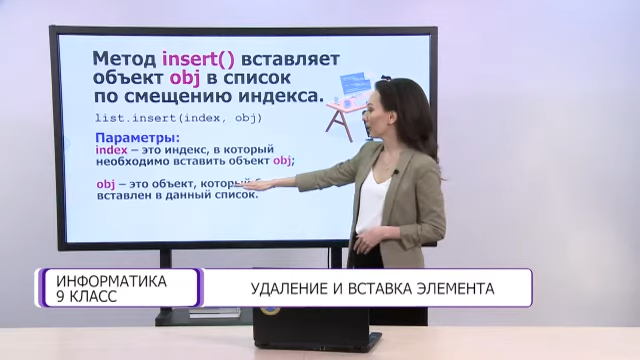 Метод insert() вставляет
объект obj в список
по смещению индекса.
list.insert(index, obj)
Параметры:
index – это индекс, в который
необходимо вставить объект obj;
obj – это объект, который
вставлен в данный список.
ИНФОРМАТИКА
9 КЛАСС
УДАЛЕНИЕ И ВСТАВКА ЭЛЕМЕНТА